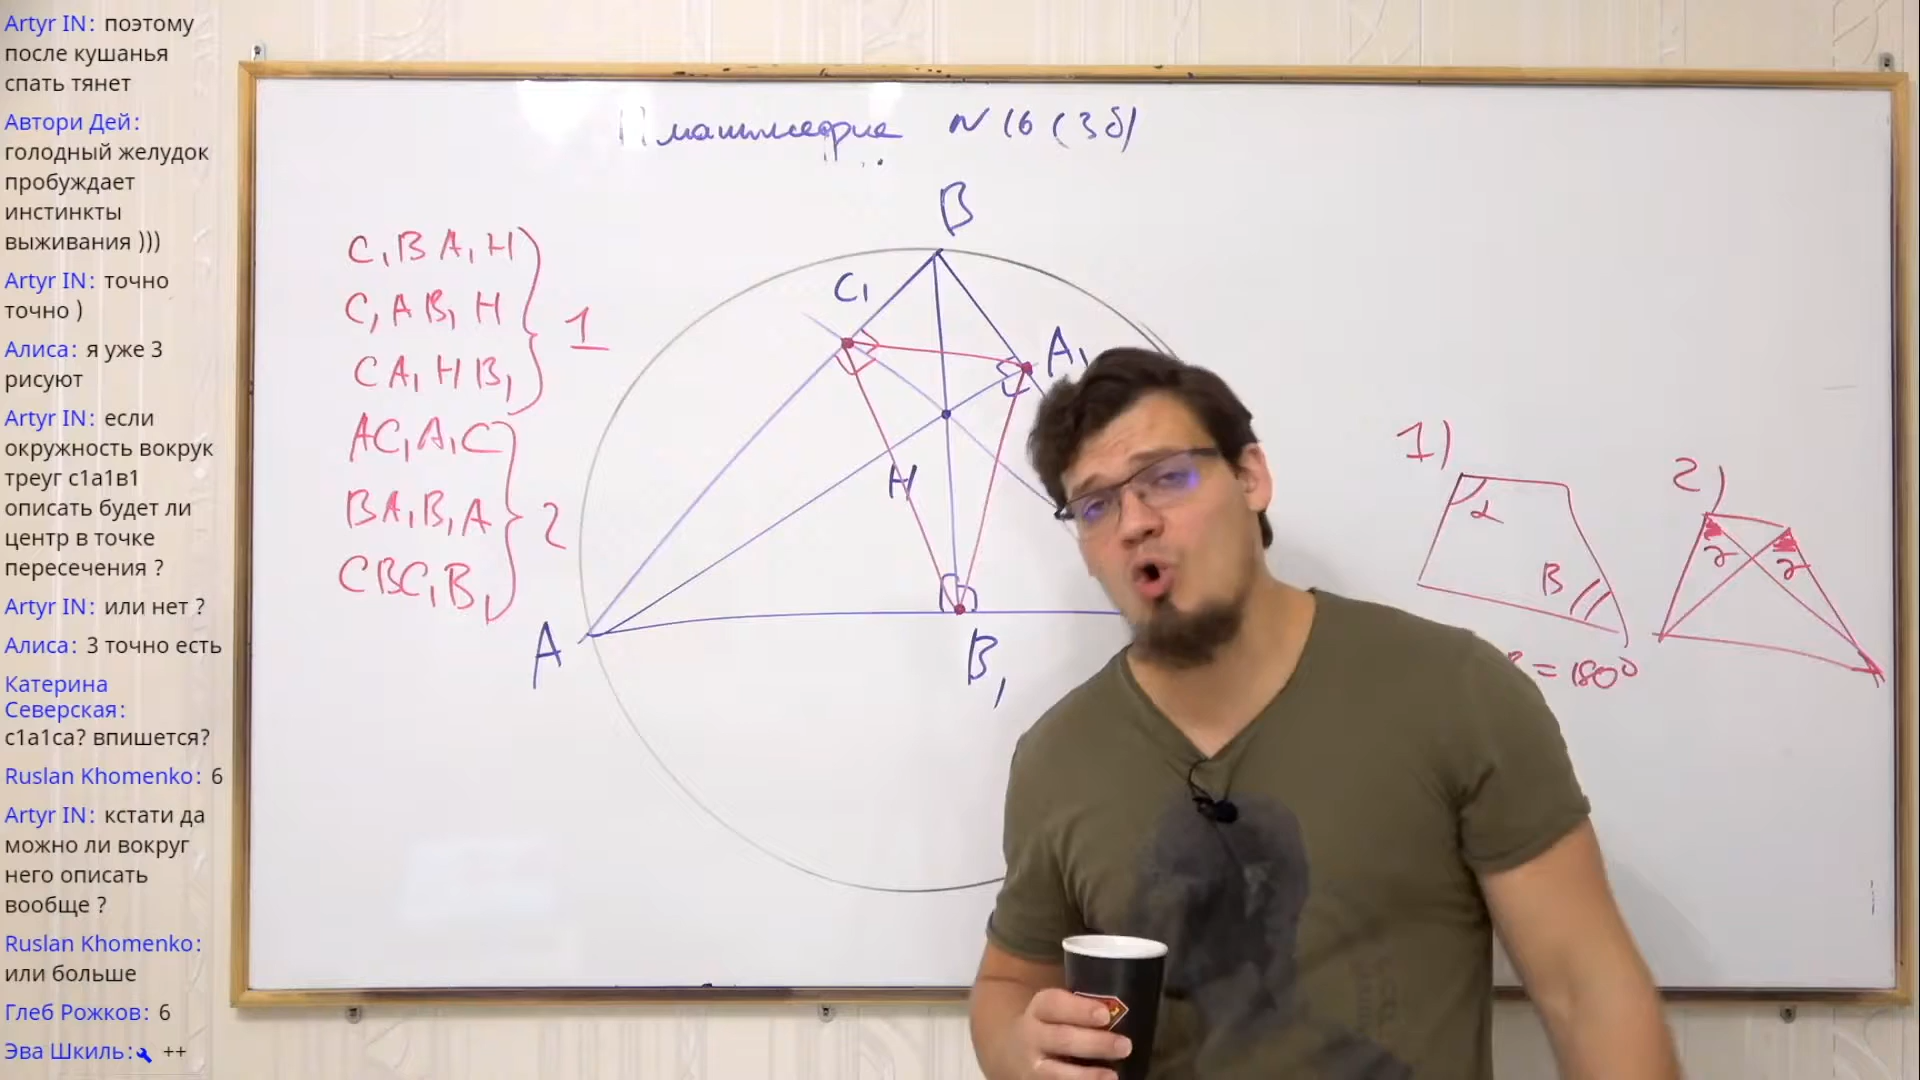 Artyr IN: поэтому
после кушанья
спать тянет
Автори Дей:
голодный желудок
пробуждает
инстинкты
выживания )))
Artyr IN: точно
точно )
Алиса: я уже 3
рисуют
Artyr IN: если
окружность вокрук
треуг с1а1в1
описать будет ли
центр в точке
пересечения ?
Artyr IN: или нет ?
Алиса: 3 точно есть
Катерина
Северская:
с1а1са? впишется?
Ruslan Khomenko: 6
Artyr IN: кстати да
можно ли вокруг
него описать
вообще ?
Ruslan Khomenko:
или больше
Глеб Рожков: 6
Эва Шкиль: ++
Планиметрия №16 (3б)
C₁BA₁H
C₁AB₁H
CA₁HB₁
1
AC₁A₁C
BA₁B₁A
CBC₁B₁
2
B
C₁
A₁
H
A
B₁
1)
α
β
β = 180°
2)
γ γ